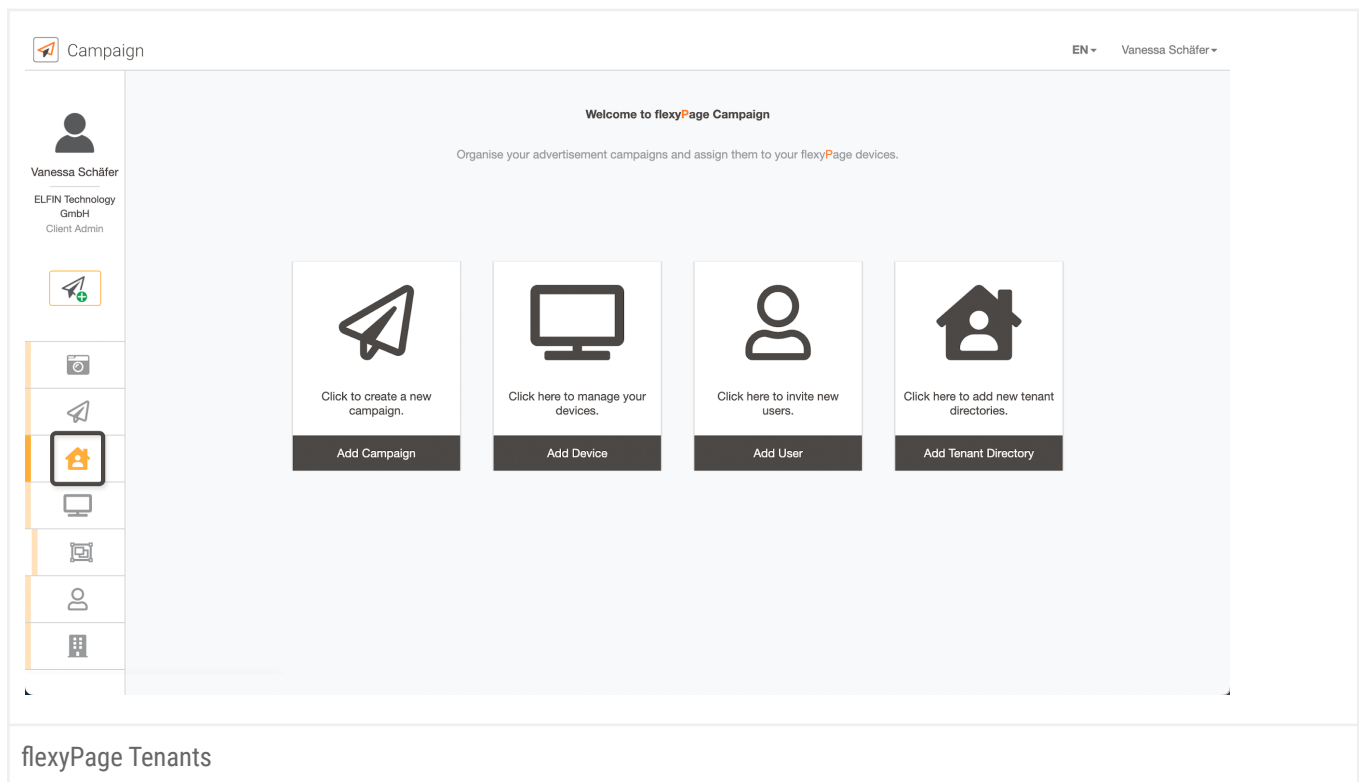 Campaign
EN
Vanessa Schäfer
Welcome to flexyPage Campaign
Organise your advertisement campaigns and assign them to your flexyPage devices.
Vanessa Schäfer
ELFIN Technology
GmbH
Client Admin
Click to create a new
campaign.
Add Campaign
Click here to manage your
devices.
Add Device
Click here to invite new
users.
Add User
Click here to add new tenant
directories.
Add Tenant Directory
flexyPage Tenants